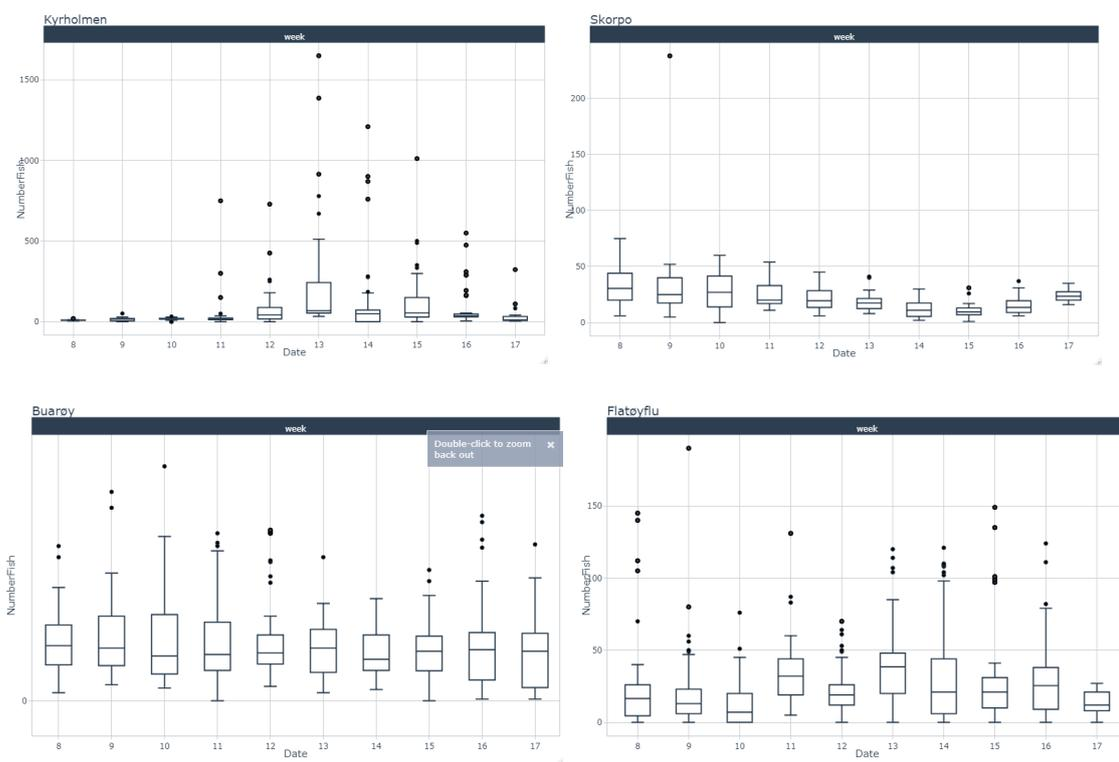 Kyrholmen
week
1500
1000
500
0
NumberFish
8 9 10 11 12 13 14 15 16 17
Date
Skorpo
week
200
150
100
50
0
NumberFish
8 9 10 11 12 13 14 15 16 17
Date
Buarøy
week
Double-click to zoom
back out
×
NumberFish
0
8 9 10 11 12 13 14 15 16 17
Date
Flatøyflu
week
150
100
50
0
NumberFish
8 9 10 11 12 13 14 15 16 17
Date